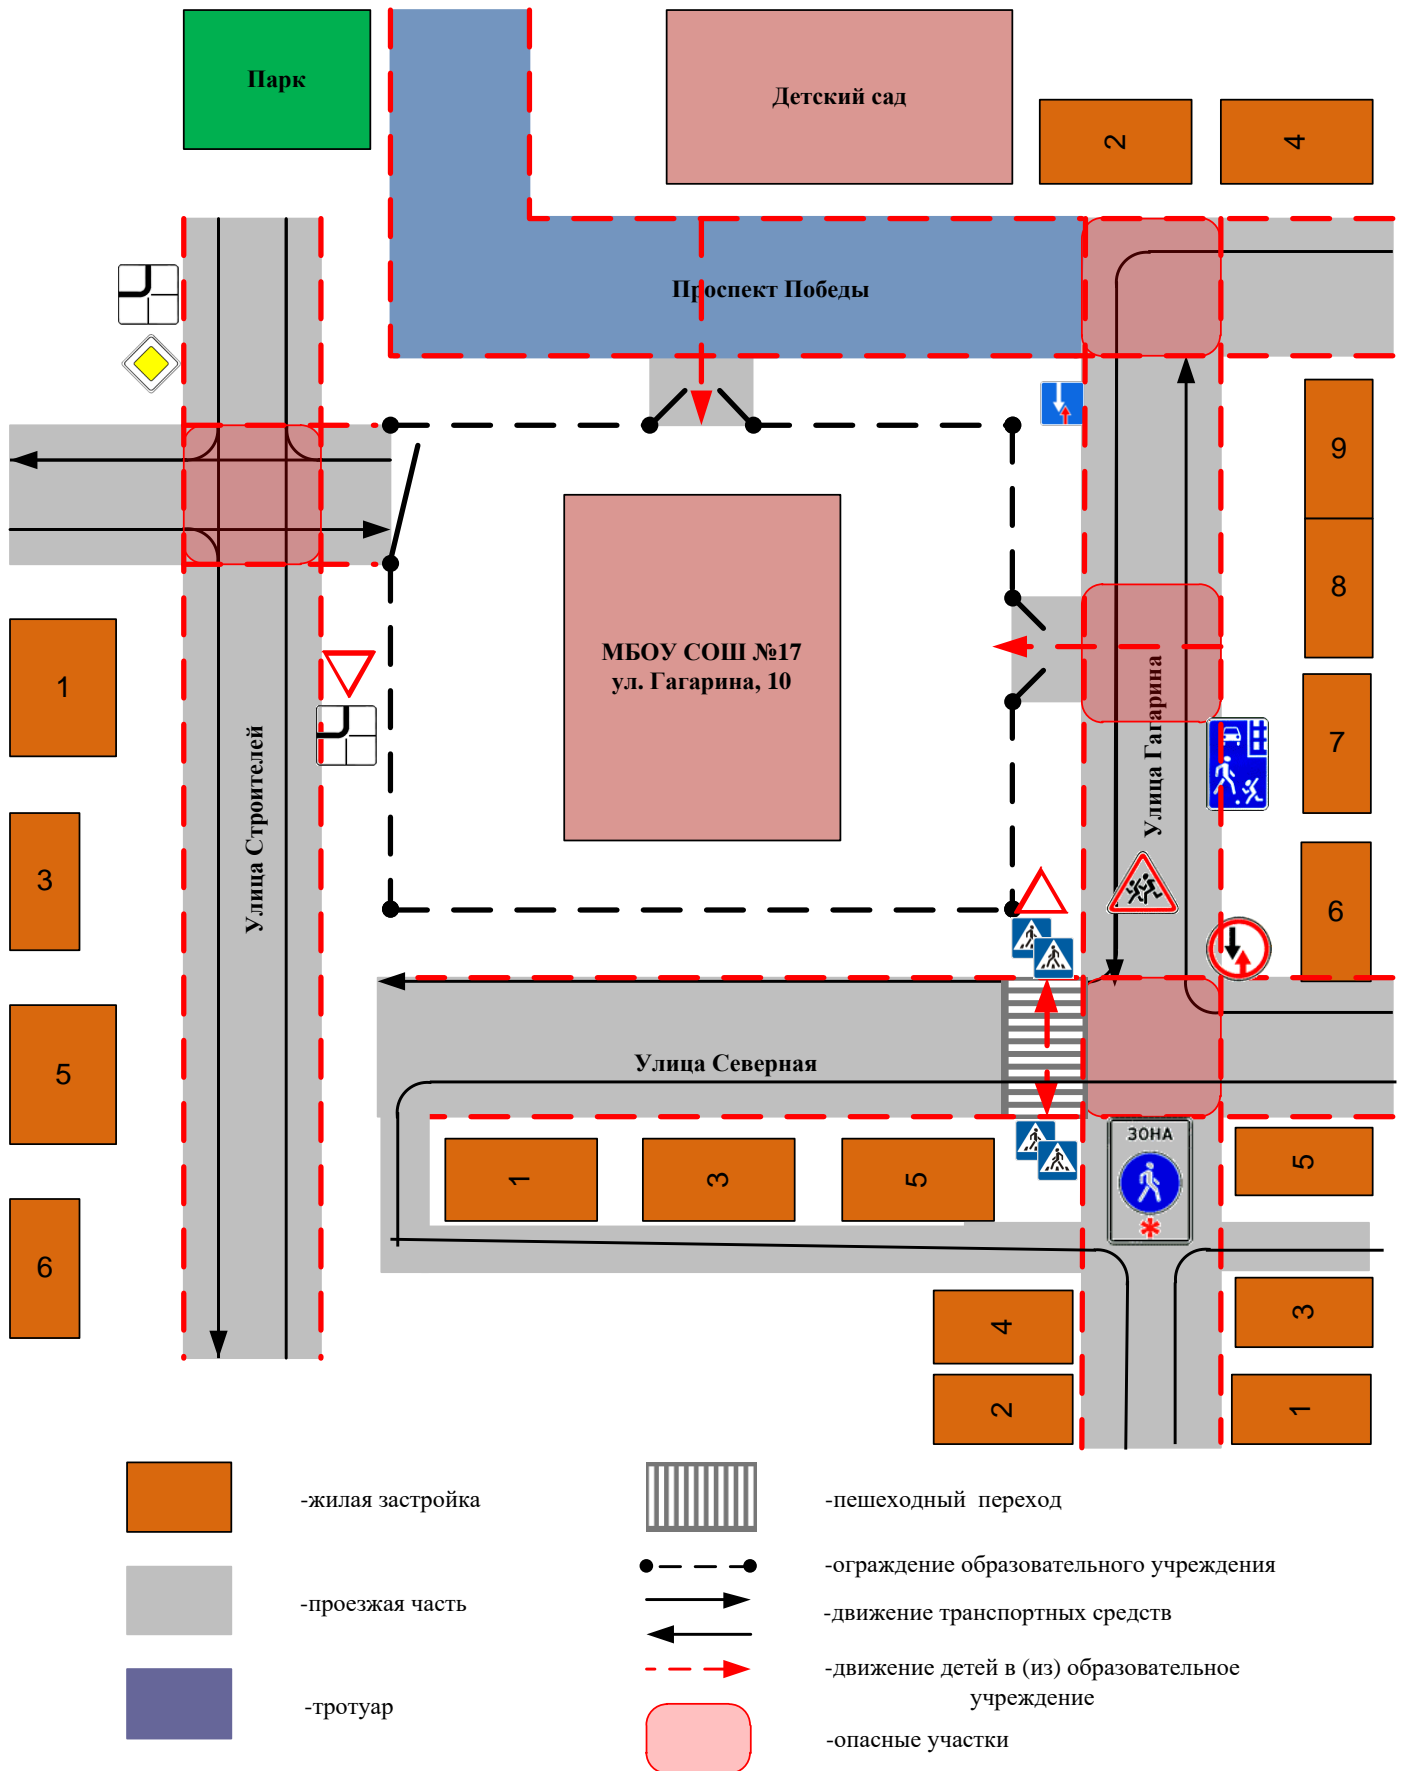 Парк
Детский сад
2
4
Проспект Победы
9
8
МБОУ СОШ №17
ул. Гагарина, 10
Улица Гагарина
1
7
Улица Строителей
3
6
Улица Северная
5
ЗОНА
5
1
3
5
6
4
3
2
1
-жилая застройка
-пешеходный переход
-ограждение образовательного учреждения
-проезжая часть
-движение транспортных средств
-движение детей в (из) образовательное
учреждение
-тротуар
-опасные участки